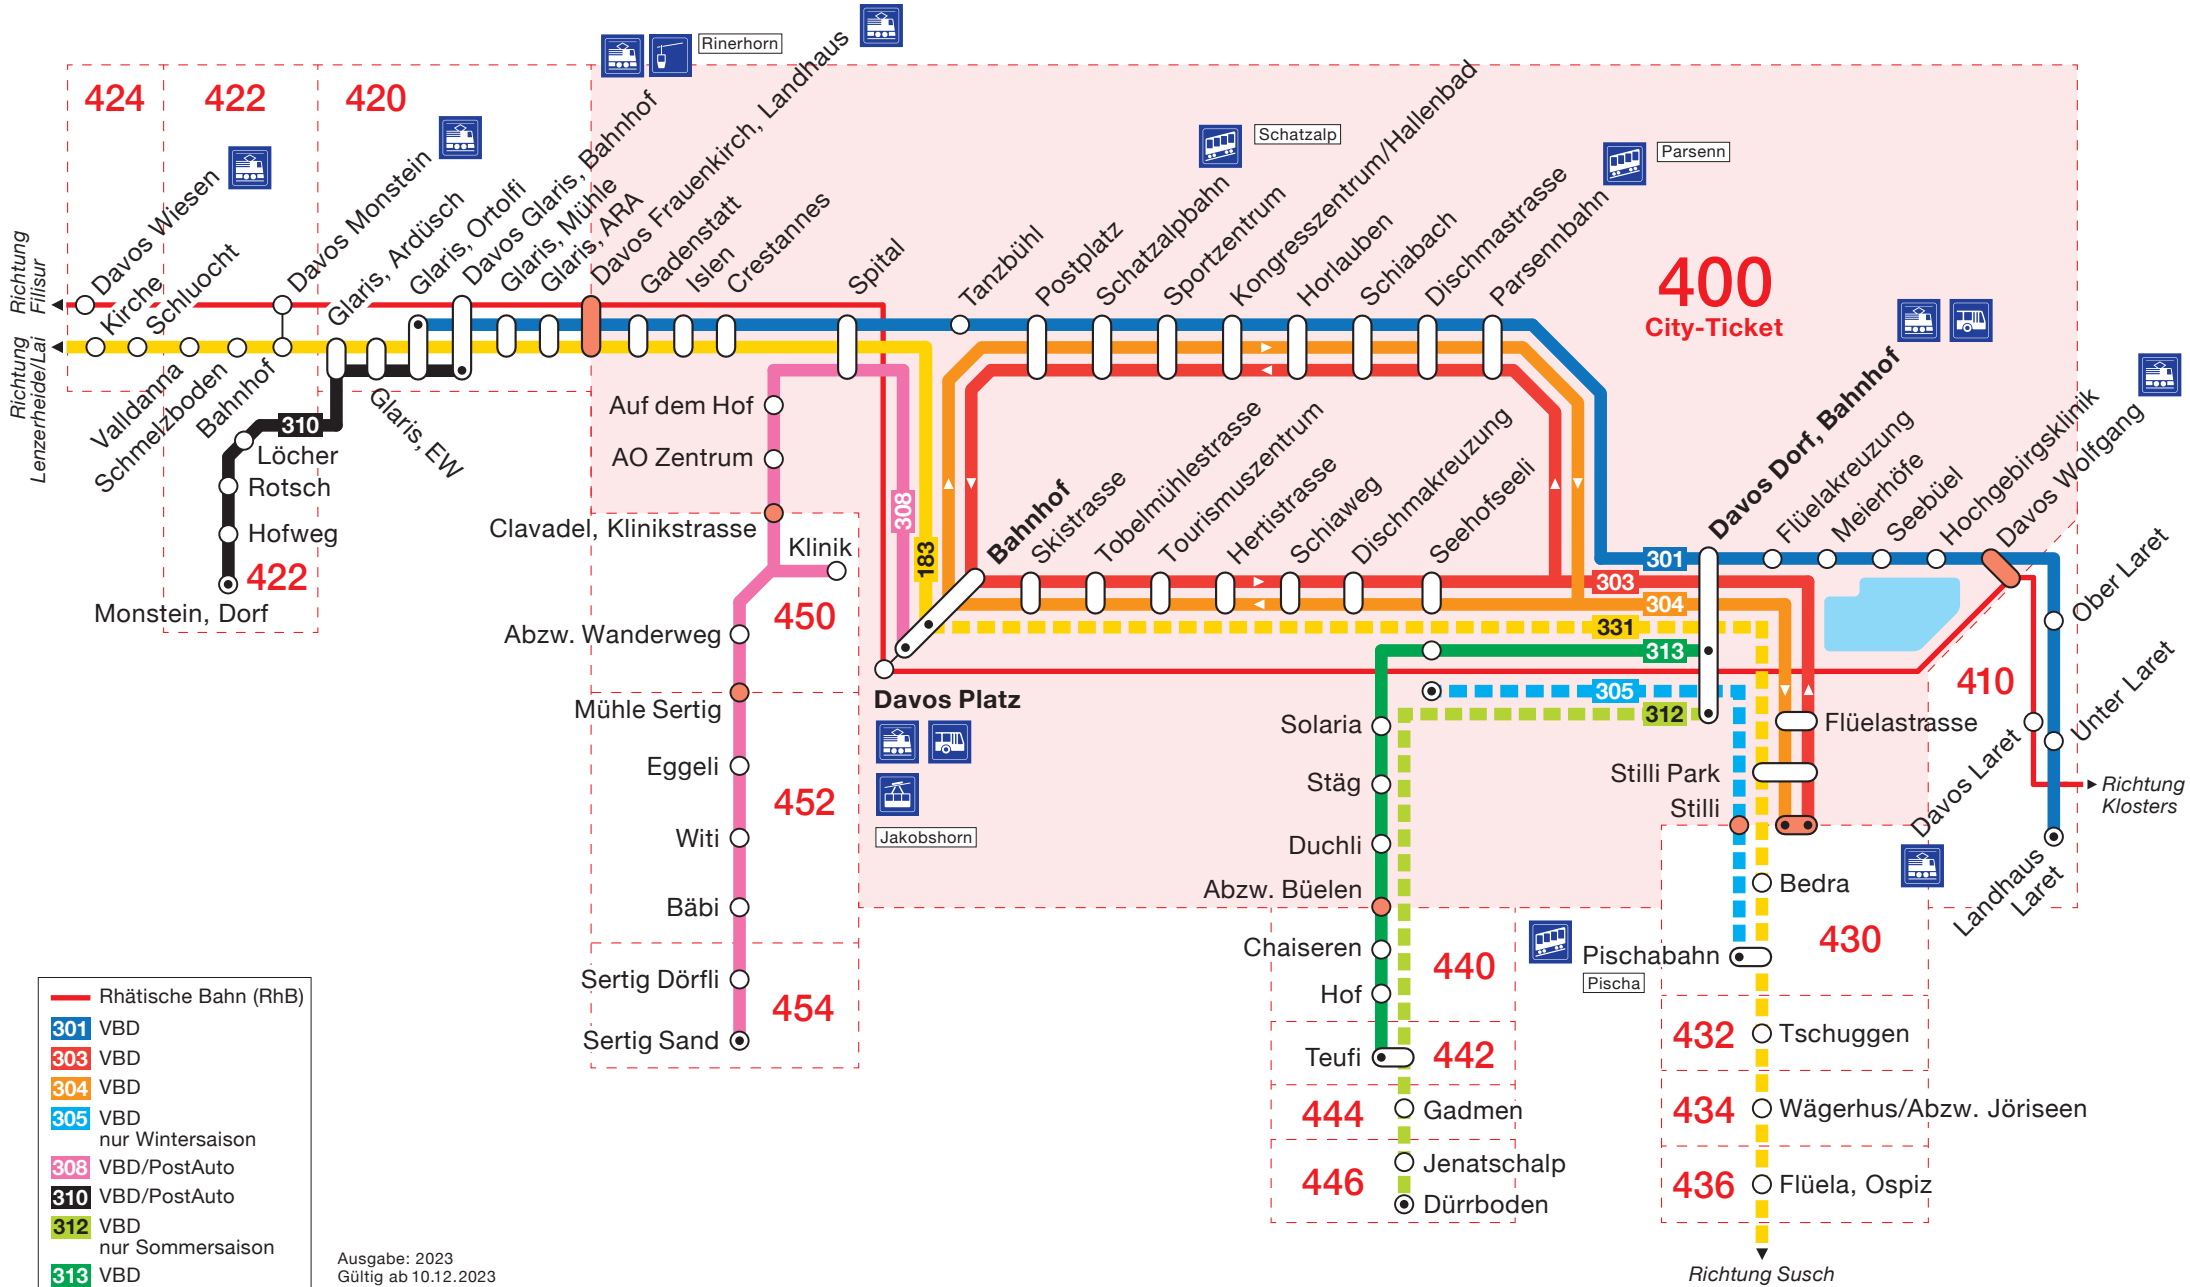 Rinerhorn
Schatzalp
Parsenn
424
422
420
400
City-Ticket
Richtung
Filisur
Richtung
Lenzerheide/Lai
Davos Wiesen
Kirche
Schluocht
Valldanna
Schmelzboden
Bahnhof
Davos Monstein
Glaris, Ardüsch
Glaris, EW
Glaris, Ortolfi
Davos Glaris, Bahnhof
Glaris, Mühle
Glaris, ARA
Davos Frauenkirch, Landhaus
Gadenstatt
Islen
Crestannes
Spital
Tanzbühl
Postplatz
Schatzalpbahn
Sportzentrum
Kongresszentrum/Hallenbad
Horlauben
Schiabach
Dischmastrasse
Parsennbahn
310
Löcher
Rotsch
Hofweg
422
Monstein, Dorf
Auf dem Hof
AO Zentrum
Clavadel, Klinikstrasse
Klinik
450
Abzw. Wanderweg
Mühle Sertig
Eggeli
452
Witi
Bäbi
Sertig Dörfli
454
Sertig Sand
308
183
Bahnhof
Skistrasse
Tobelmühlestrasse
Tourismuszentrum
Hertistrasse
Schiaweg
Dischmakreuzung
Seehofseeli
Davos Platz
Jakobshorn
301
303
304
331
313
305
312
Davos Dorf, Bahnhof
Flüelakreuzung
Meierhöfe
Seebüel
Hochgebirgsklinik
Davos Wolfgang
Ober Laret
Unter Laret
410
Davos Laret
Richtung
Klosters
Landhaus
Laret
Flüelastrasse
Stilli Park
Stilli
Solaria
Stäg
Duchli
Abzw. Büelen
Chaiseren
440
Hof
Teufi
442
444
Gadmen
446
Jenatschalp
Dürrboden
Bedra
430
Pischabahn
Pischa
432
Tschuggen
434
Wägerhus/Abzw. Jöriseen
436
Flüela, Ospiz
Richtung Susch
Rhätische Bahn (RhB)
301 VBD
303 VBD
304 VBD
305 VBD
nur Wintersaison
308 VBD/PostAuto
310 VBD/PostAuto
312 VBD
nur Sommersaison
313 VBD
Ausgabe: 2023
Gültig ab 10.12.2023